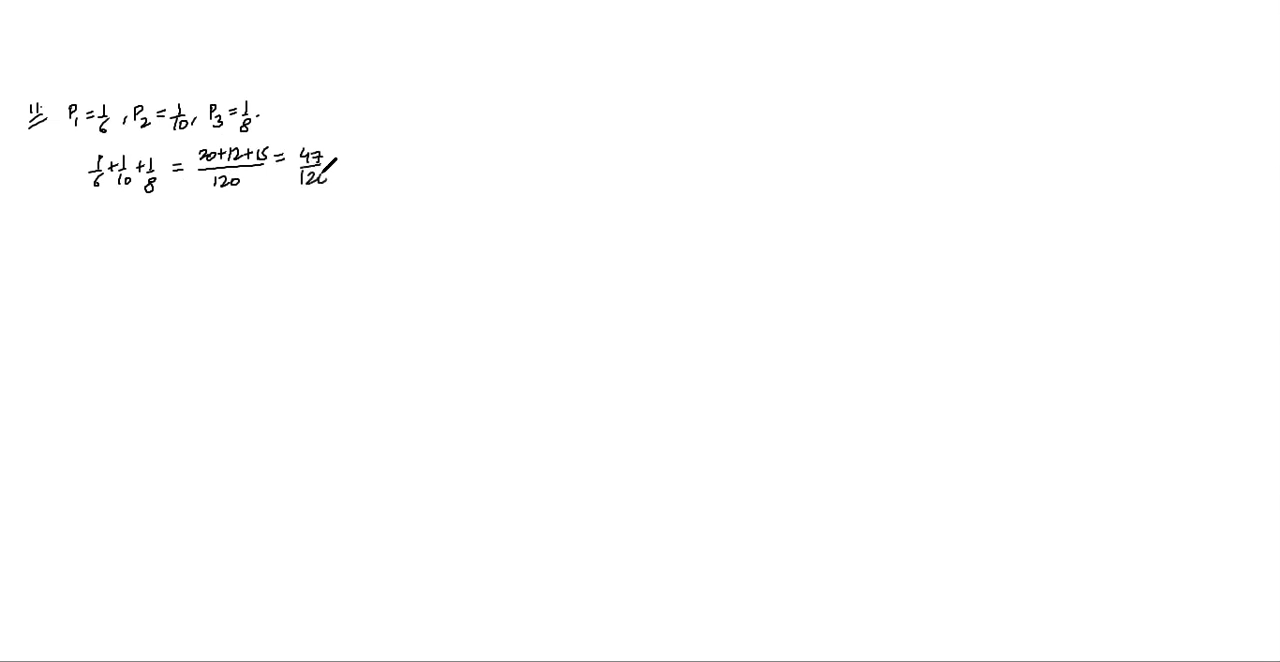 11. P₁ = 1/6, P₂ = 1/10, P₃ = 1/8.
1/6 + 1/10 + 1/8 = (20+12+15)/120 = 47/120